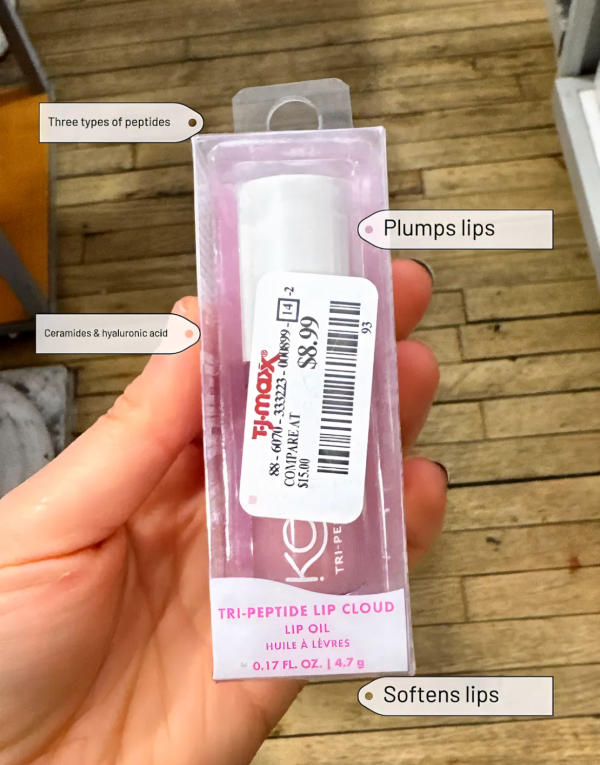 Three types of peptides
Plumps lips
Ceramides & hyaluronic acid
T.J.maxx®
88 - 6070 - 333223 - 000899 - 14 -2
COMPARE AT
$15.00
$8.99
93
TRI-PE
TRI-PEPTIDE LIP CLOUD
LIP OIL
HUILE À LÈVRES
0.17 FL. OZ. | 4.7 g
Softens lips